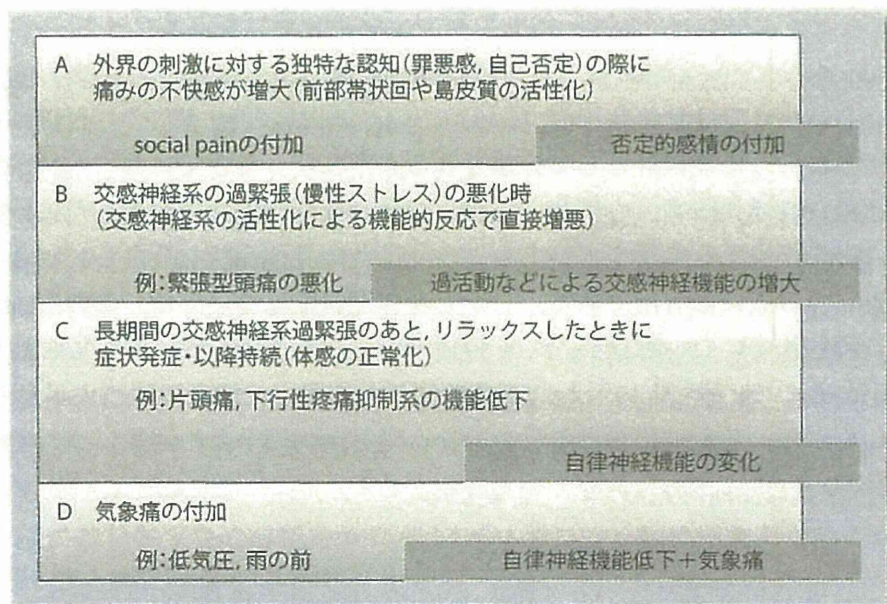 A 外界の刺激に対する独特な認知(罪悪感,自己否定)の際に
痛みの不快感が増大(前部帯状回や島皮質の活性化)
social painの付加
否定的感情の付加
B 交感神経系の過緊張(慢性ストレス)の悪化時
(交感神経系の活性化による機能的反応で直接増悪)
例:緊張型頭痛の悪化
過活動などによる交感神経機能の増大
C 長期間の交感神経系過緊張のあと,リラックスしたときに
症状発症・以降持続(体感の正常化)
例:片頭痛,下行性疼痛抑制系の機能低下
自律神経機能の変化
D 気象痛の付加
例:低気圧,雨の前
自律神経機能低下+気象痛